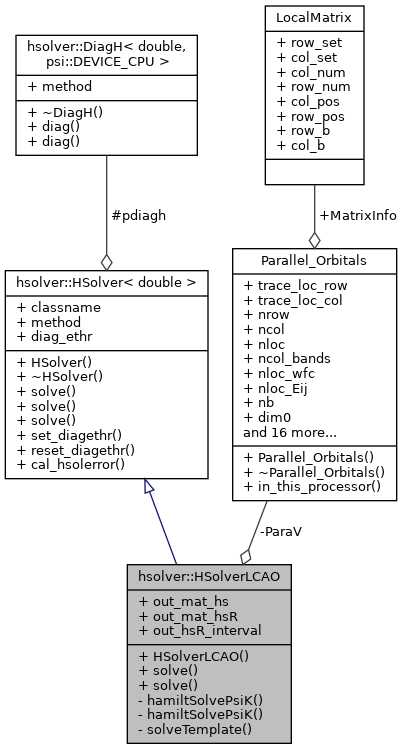 hsolver::DiagH< double,
psi::DEVICE_CPU >
+ method
+ ~DiagH()
+ diag()
+ diag()
LocalMatrix
+ row_set
+ col_set
+ col_num
+ row_num
+ col_pos
+ row_pos
+ row_b
+ col_b
#pdiagh
+MatrixInfo
hsolver::HSolver< double >
+ classname
+ method
+ diag_ethr
+ HSolver()
+ ~HSolver()
+ solve()
+ solve()
+ solve()
+ set_diagethr()
+ reset_diagethr()
+ cal_hsolerror()
Parallel_Orbitals
+ trace_loc_row
+ trace_loc_col
+ nrow
+ ncol
+ nloc
+ ncol_bands
+ nloc_wfc
+ nloc_Eij
+ nb
+ dim0
and 16 more...
+ Parallel_Orbitals()
+ ~Parallel_Orbitals()
+ in_this_processor()
-ParaV
hsolver::HSolverLCAO
+ out_mat_hs
+ out_mat_hsR
+ out_hsR_interval
+ HSolverLCAO()
+ solve()
+ solve()
- hamiltSolvePsiK()
- hamiltSolvePsiK()
- solveTemplate()